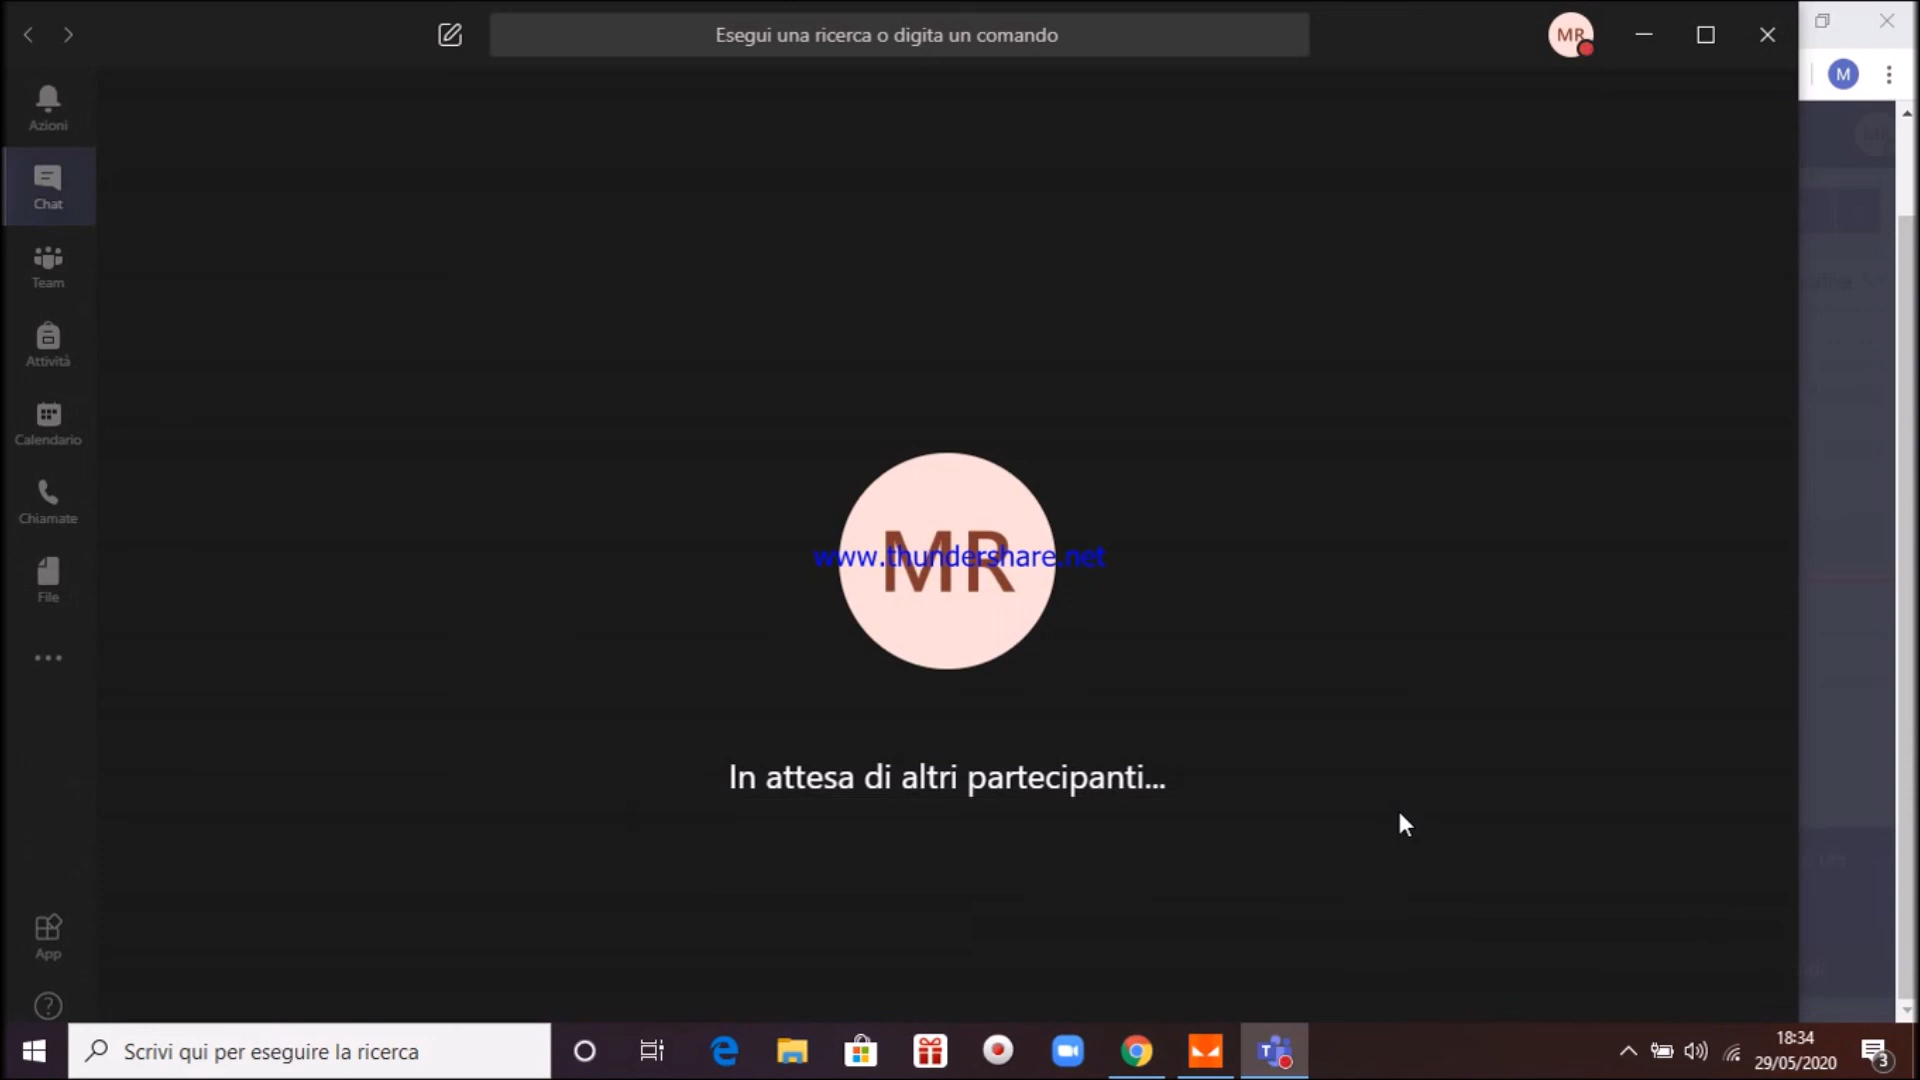 Esegui una ricerca o digita un comando
MR
M
Azioni
Chat
Team
Attività
Calendario
Chiamate
File
MR
www.thundershare.net
In attesa di altri partecipanti...
App
Scrivi qui per eseguire la ricerca
18:34
29/05/2020
3